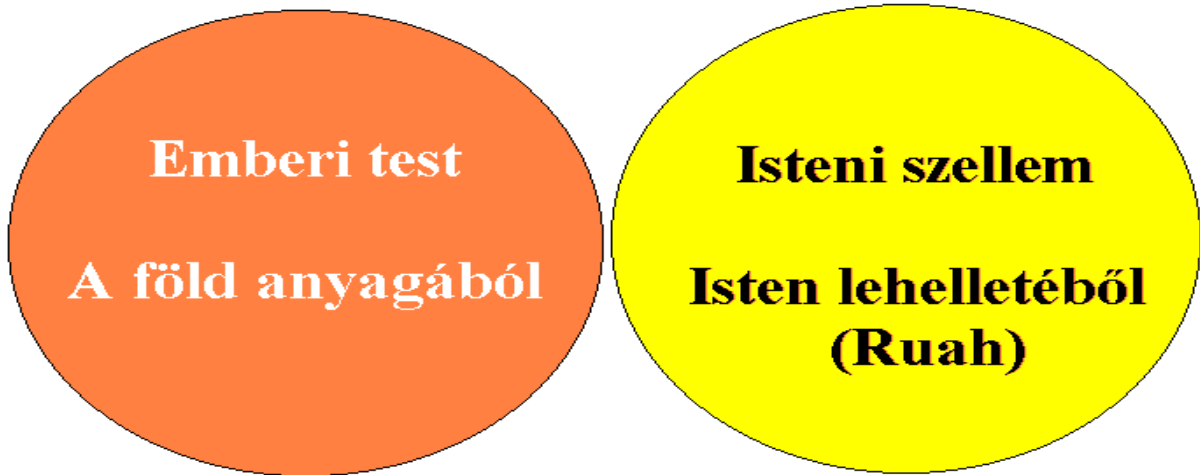 Emberi test
A föld anyagából
Isteni szellem
Isten lehelletéből
(Ruah)